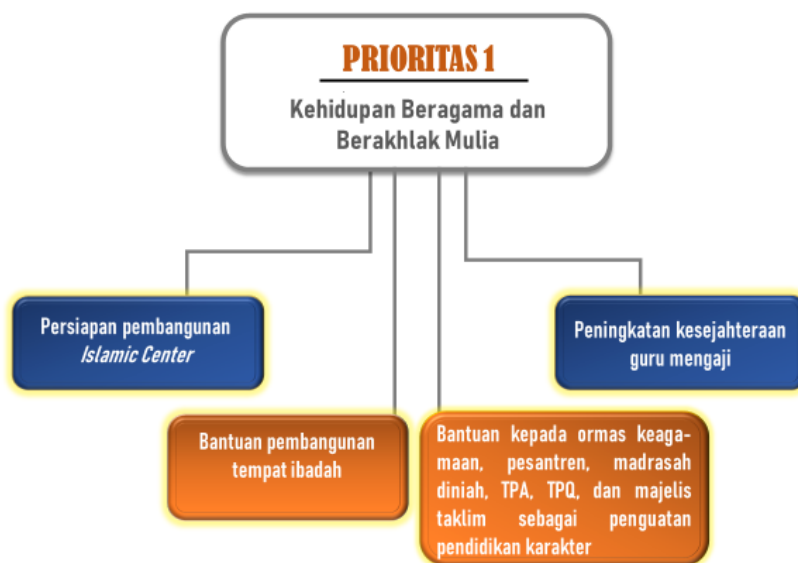 PRIORITAS 1
Kehidupan Beragama dan
Berakhlak Mulia
Persiapan pembangunan
Islamic Center
Peningkatan kesejahteraan
guru mengaji
Bantuan pembangunan
tempat ibadah
Bantuan kepada ormas keaga-
maan, pesantren, madrasah
diniah, TPA, TPQ, dan majelis
taklim sebagai penguatan
pendidikan karakter